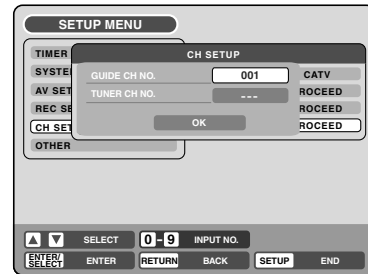 SETUP MENU
TIMER
CH SETUP
SYSTE
GUIDE CH NO. 001 CATV
AV SET
TUNER CH NO. --- ROCEED
REC SE
ROCEED
CH SET
OK
ROCEED
OTHER
SELECT 0-9 INPUT NO.
ENTER/SELECT ENTER RETURN BACK SETUP END